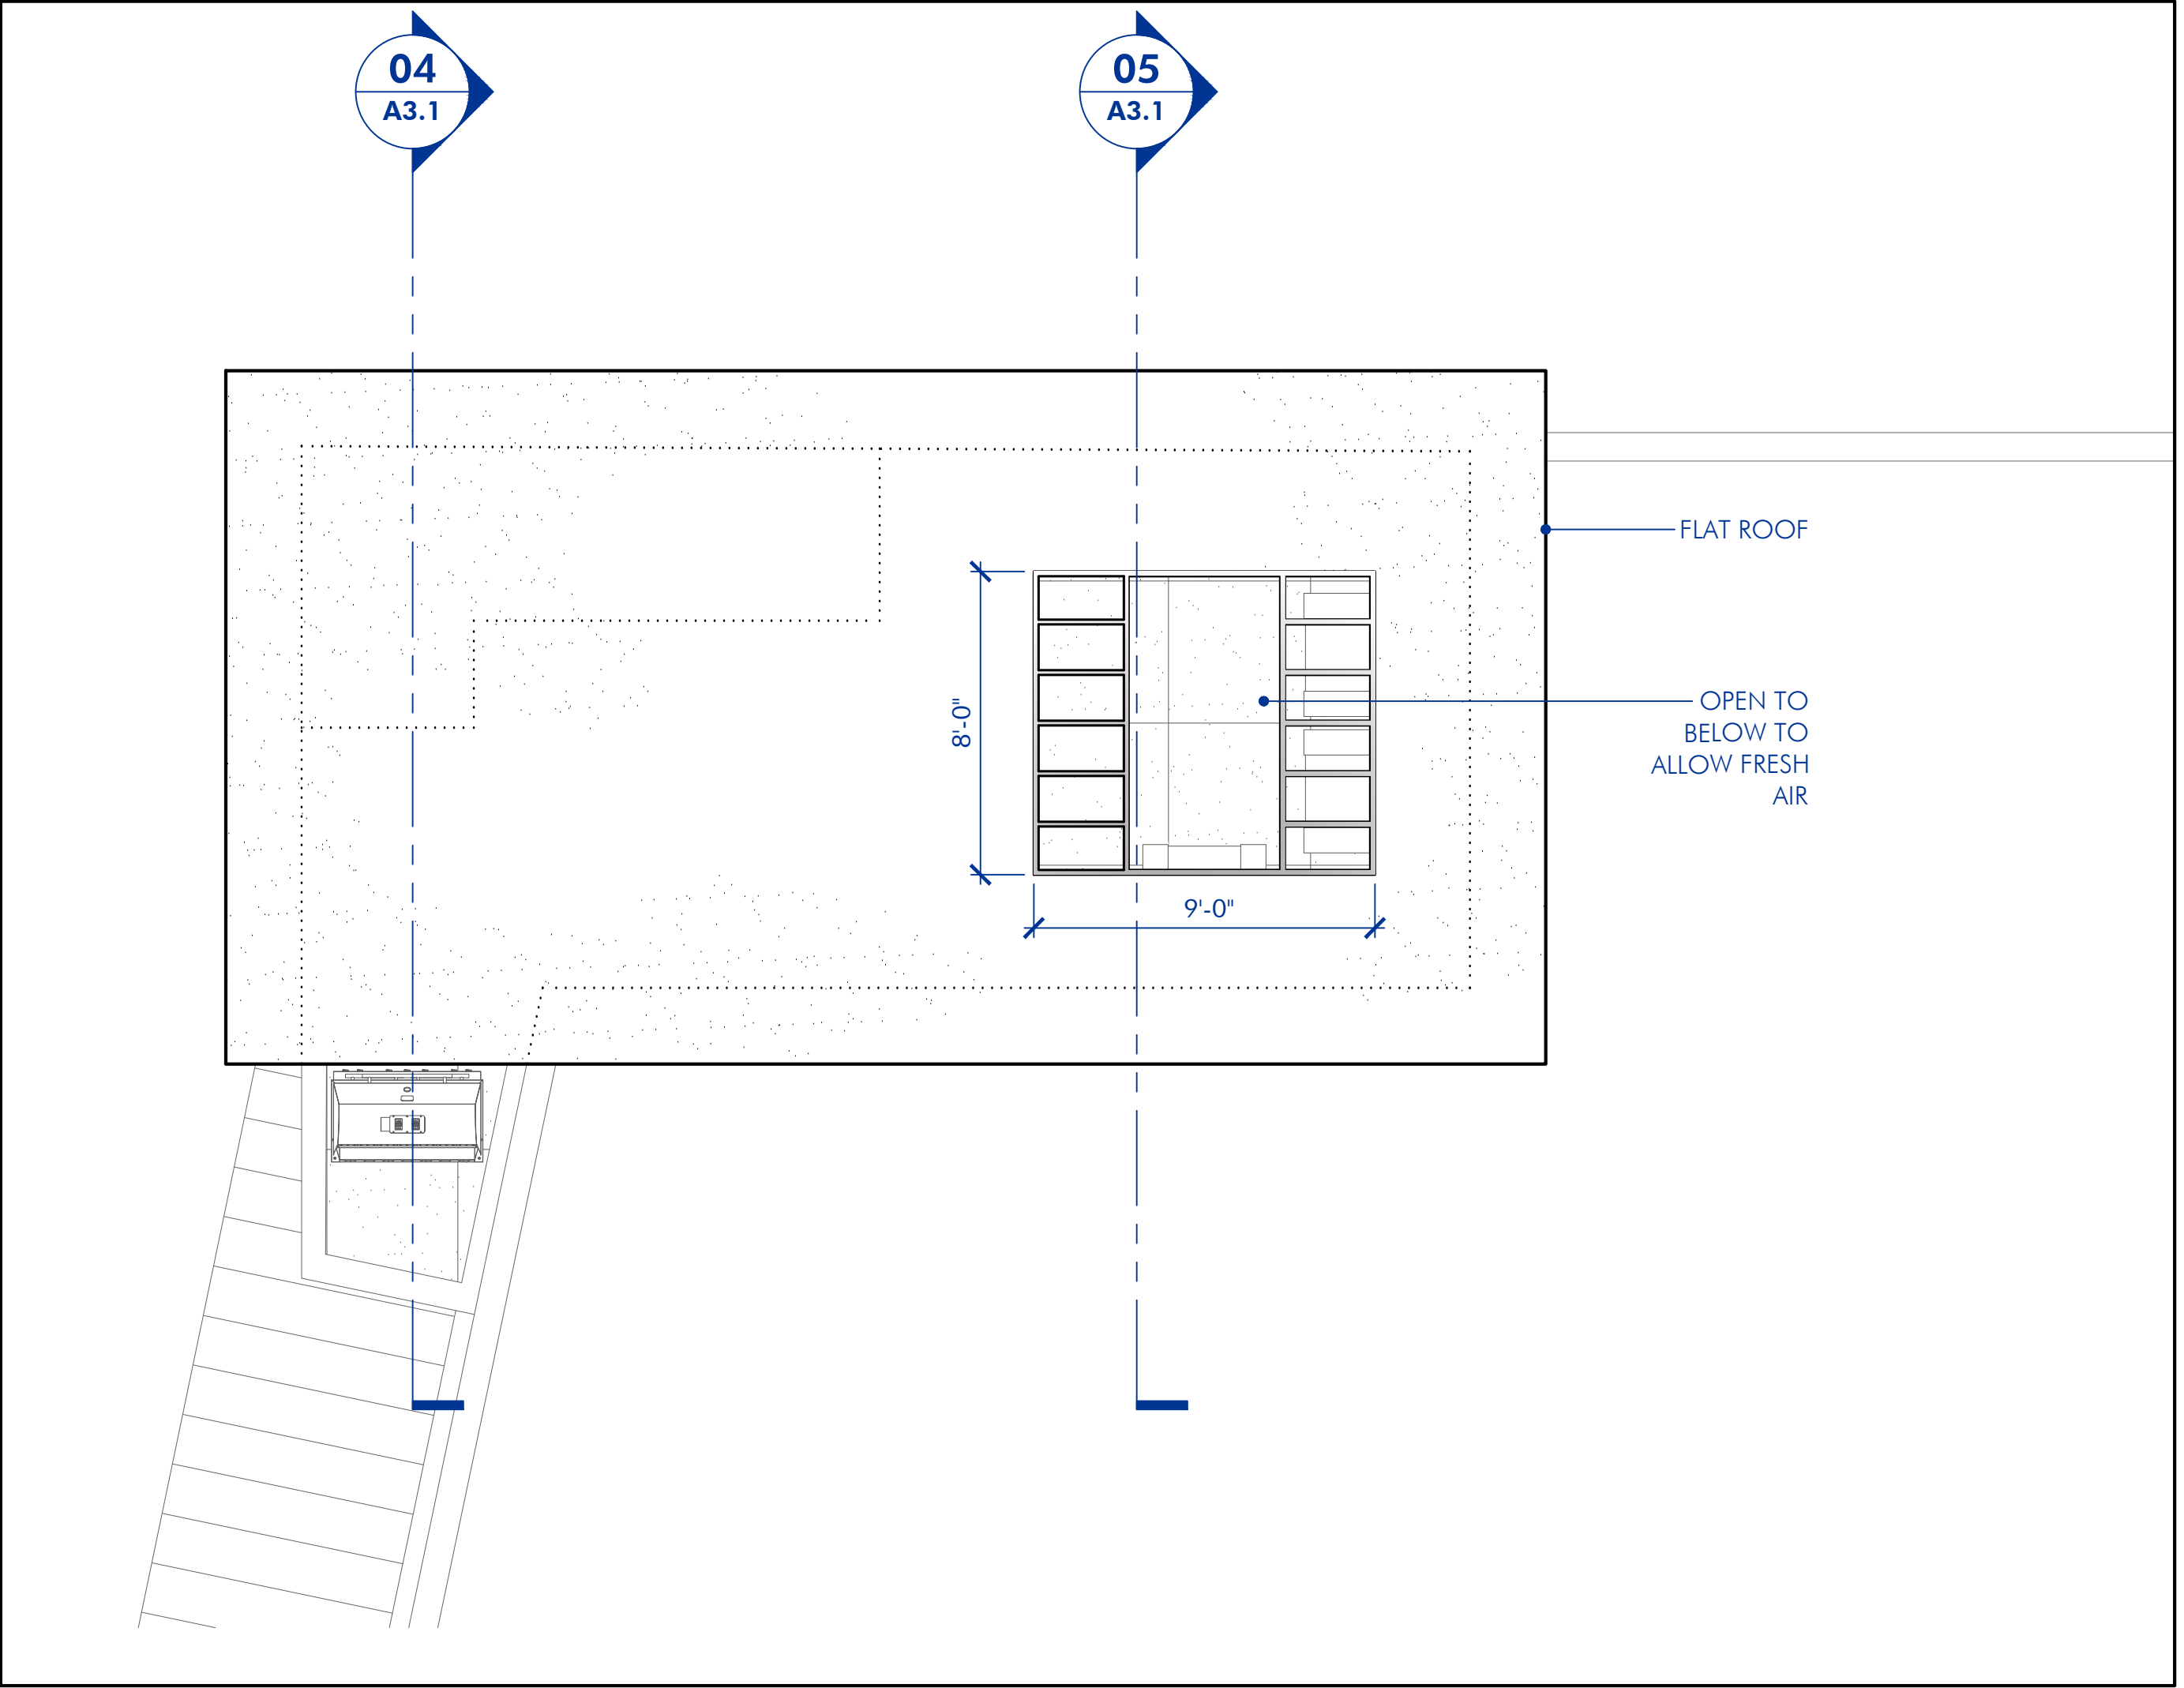 04
A3.1
05
A3.1
FLAT ROOF
OPEN TO
BELOW TO
ALLOW FRESH
AIR
8'-0"
9'-0"